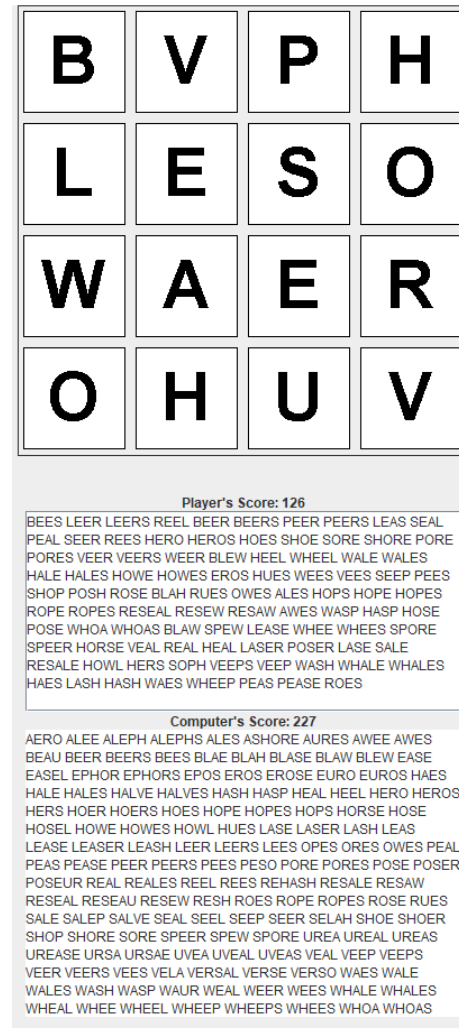 B V P H
L E S O
W A E R
O H U V
Player's Score: 126
BEES LEER LEERS REEL BEER BEERS PEER PEERS LEAS SEAL
PEAL SEER REES HERO HEROS HOES SHOE SORE SHORE PORE
PORES VEER VEERS WEER BLEW HEEL WHEEL WALE WALES
HALE HALES HOWE HOWES EROS HUES WEES VEES SEEP PEES
SHOP POSH ROSE BLAH RUES OWES ALES HOPS HOPE HOPES
ROPE ROPES RESEAL RESEW RESAW AWES WASP HASP HOSE
POSE WHOA WHOAS BLAW SPEW LEASE WHEE WHEES SPORE
SPEER HORSE VEAL REAL HEAL LASER POSER LASE SALE
RESALE HOWL HERS SOPH VEEPS VEEP WASH WHALE WHALES
HAES LASH HASH WAES WHEEP PEAS PEASE ROES
Computer's Score: 227
AERO ALEE ALEPH ALEPHS ALES ASHORE AURES AWEE AWES
BEAU BEER BEERS BEES BLAE BLAH BLASE BLAW BLEW EASE
EASEL EPHOR EPHORS EPOS EROS EROSE EURO EUROS HAES
HALE HALES HALVE HALVES HASH HASP HEAL HEEL HERO HEROS
HERS HOER HOERS HOES HOPE HOPES HOPS HORSE HOSE
HOSEL HOWE HOWES HOWL HUES LASE LASER LASH LEAS
LEASE LEASER LEASH LEER LEERS LEES OPES ORES OWES PEAL
PEAS PEASE PEER PEERS PEES PESO PORE PORES POSE POSER
POSEUR REAL REALES REEL REES REHASH RESALE RESAW
RESEAL RESEAU RESEW RESH ROES ROPE ROPES ROSE RUES
SALE SALEP SALVE SEAL SEEL SEEP SEER SELAH SHOE SHOER
SHOP SHORE SORE SPEER SPEW SPORE UREA UREAL UREAS
UREASE URSA URSAE UVEA UVEAL UVEAS VEAL VEEP VEEPS
VEER VEERS VEES VELA VERSAL VERSE VERSO WAES WALE
WALES WASH WASP WAUR WEAL WEER WEES WHALE WHALES
WHEAL WHEE WHEEL WHEEP WHEEPS WHEES WHOA WHOAS